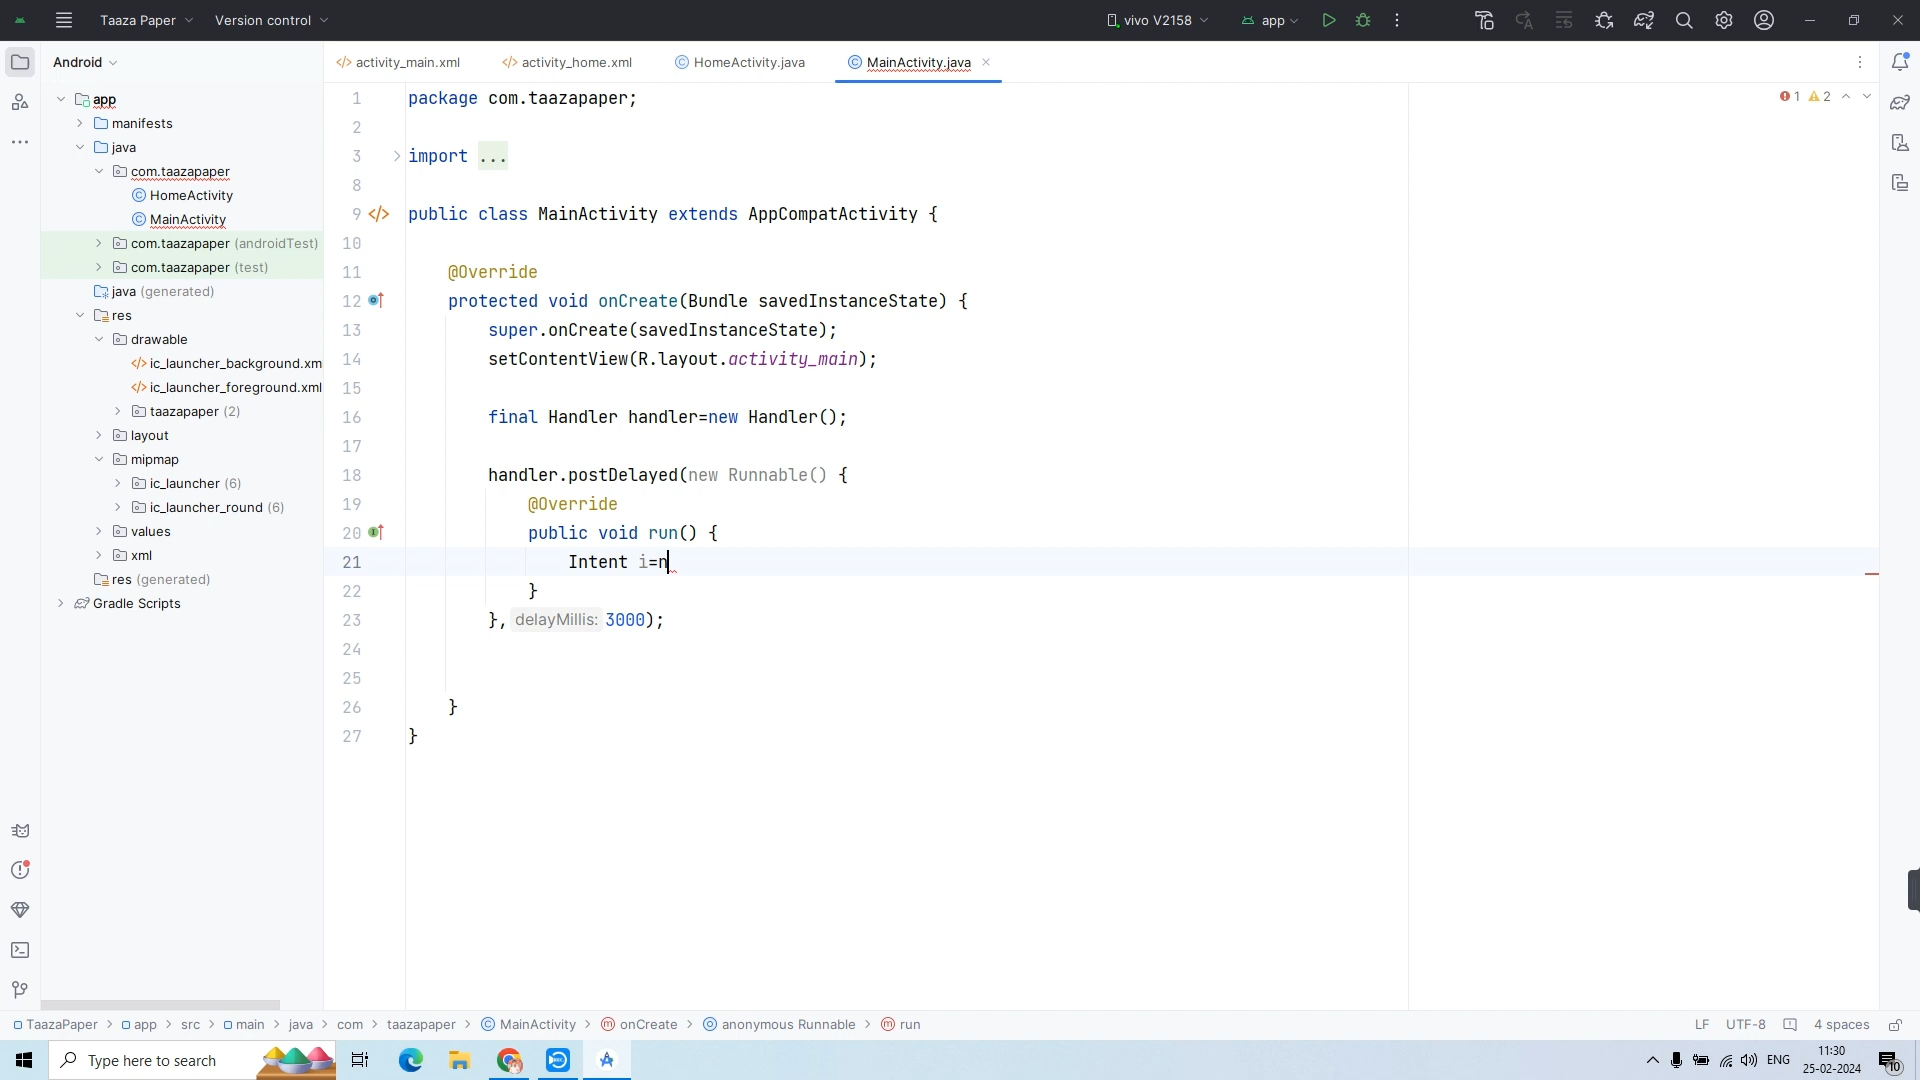 Taaza Paper
Version control
vivo V2158
app
Android
activity_main.xml
activity_home.xml
HomeActivity.java
MainActivity.java
app
manifests
java
com.taazapaper
HomeActivity
MainActivity
com.taazapaper (androidTest)
com.taazapaper (test)
java (generated)
res
drawable
ic_launcher_background.xm
ic_launcher_foreground.xml
taazapaper (2)
layout
mipmap
ic_launcher (6)
ic_launcher_round (6)
values
xml
res (generated)
Gradle Scripts
1 2
1 package com.taazapaper;
2
3 import ...
8
9 public class MainActivity extends AppCompatActivity {
10
11 @Override
12 protected void onCreate(Bundle savedInstanceState) {
13 super.onCreate(savedInstanceState);
14 setContentView(R.layout.activity_main);
15
16 final Handler handler=new Handler();
17
18 handler.postDelayed(new Runnable() {
19 @Override
20 public void run() {
21 Intent i=n
22 }
23 }, delayMillis: 3000);
24
25
26 }
27 }
TaazaPaper > app > src > main > java > com > taazapaper > MainActivity > onCreate > anonymous Runnable > run
LF UTF-8 4 spaces
Type here to search
ENG
11:30
25-02-2024
10